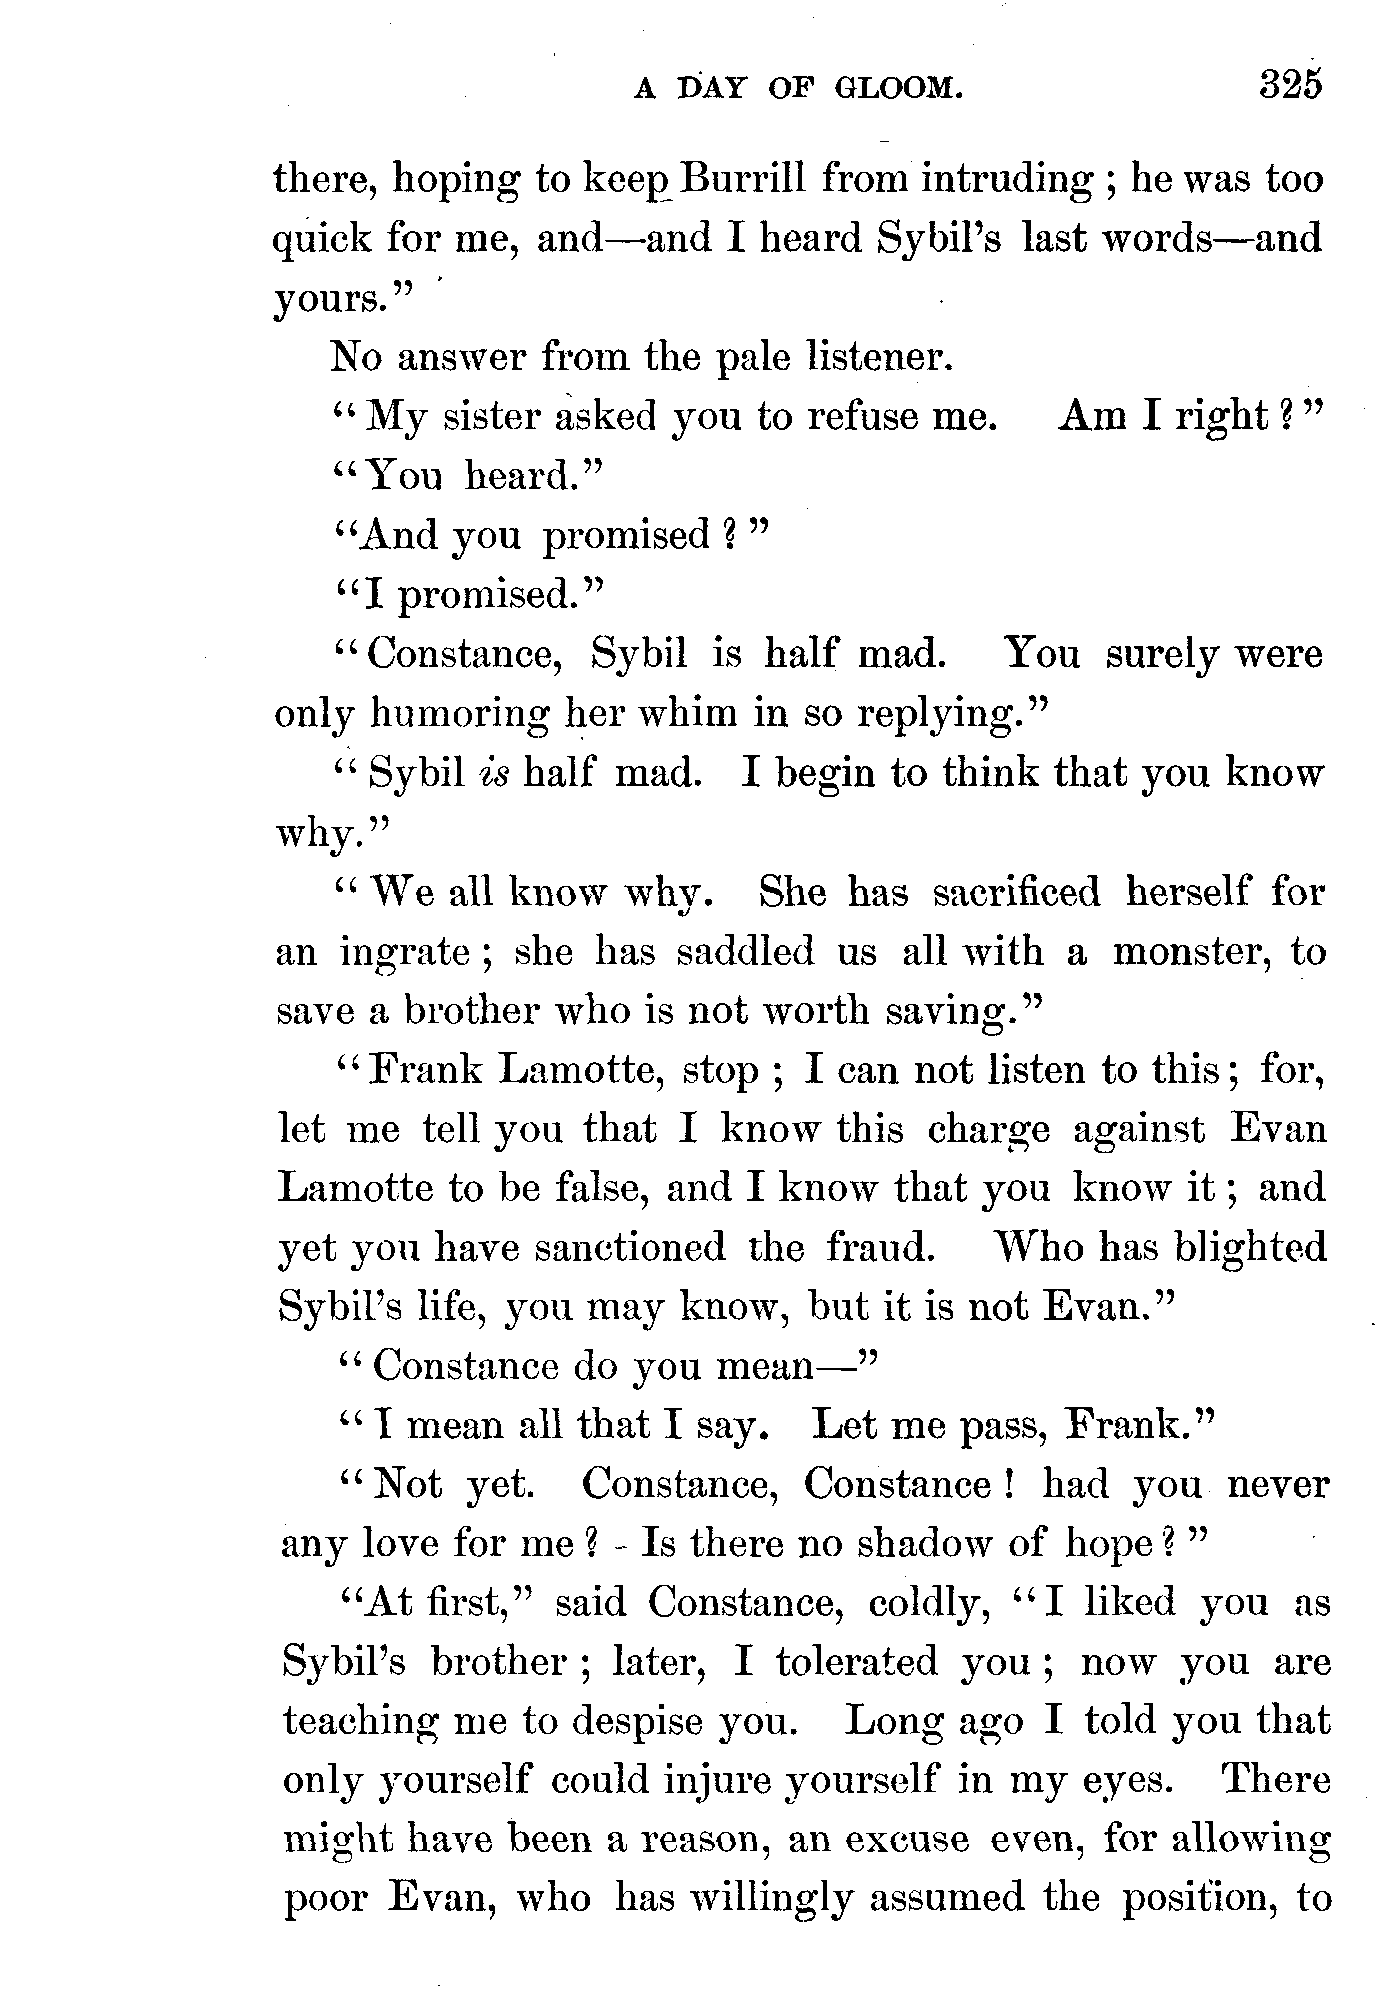 A DAY OF GLOOM. 325
there, hoping to keep Burrill from intruding ; he was too
quick for me, and—and I heard Sybil's last words—and
yours."
No answer from the pale listener.
"My sister asked you to refuse me. Am I right ? "
"You heard."
"And you promised ? "
"I promised."
"Constance, Sybil is half mad. You surely were
only humoring her whim in so replying."
"Sybil is half mad. I begin to think that you know
why."
"We all know why. She has sacrificed herself for
an ingrate ; she has saddled us all with a monster, to
save a brother who is not worth saving."
"Frank Lamotte, stop ; I can not listen to this ; for,
let me tell you that I know this charge against Evan
Lamotte to be false, and I know that you know it ; and
yet you have sanctioned the fraud. Who has blighted
Sybil's life, you may know, but it is not Evan."
"Constance do you mean—"
"I mean all that I say. Let me pass, Frank."
"Not yet. Constance, Constance ! had you never
any love for me ? - Is there no shadow of hope ? "
"At first," said Constance, coldly, "I liked you as
Sybil's brother ; later, I tolerated you ; now you are
teaching me to despise you. Long ago I told you that
only yourself could injure yourself in my eyes. There
might have been a reason, an excuse even, for allowing
poor Evan, who has willingly assumed the position, to